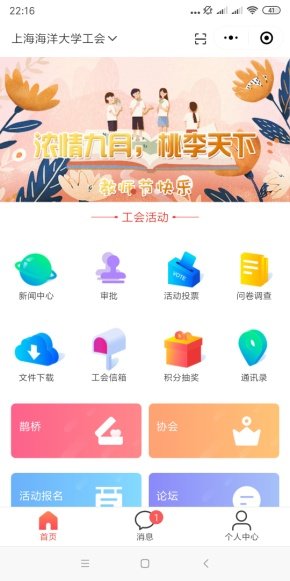 22:16
41
上海海洋大学工会
浓情九月，桃李天下
教师节快乐
工会活动
VOTE
新闻中心
审批
活动投票
问卷调查
文件下载
工会信箱
积分抽奖
通讯录
鹊桥
协会
活动报名
论坛
1
首页
消息
个人中心